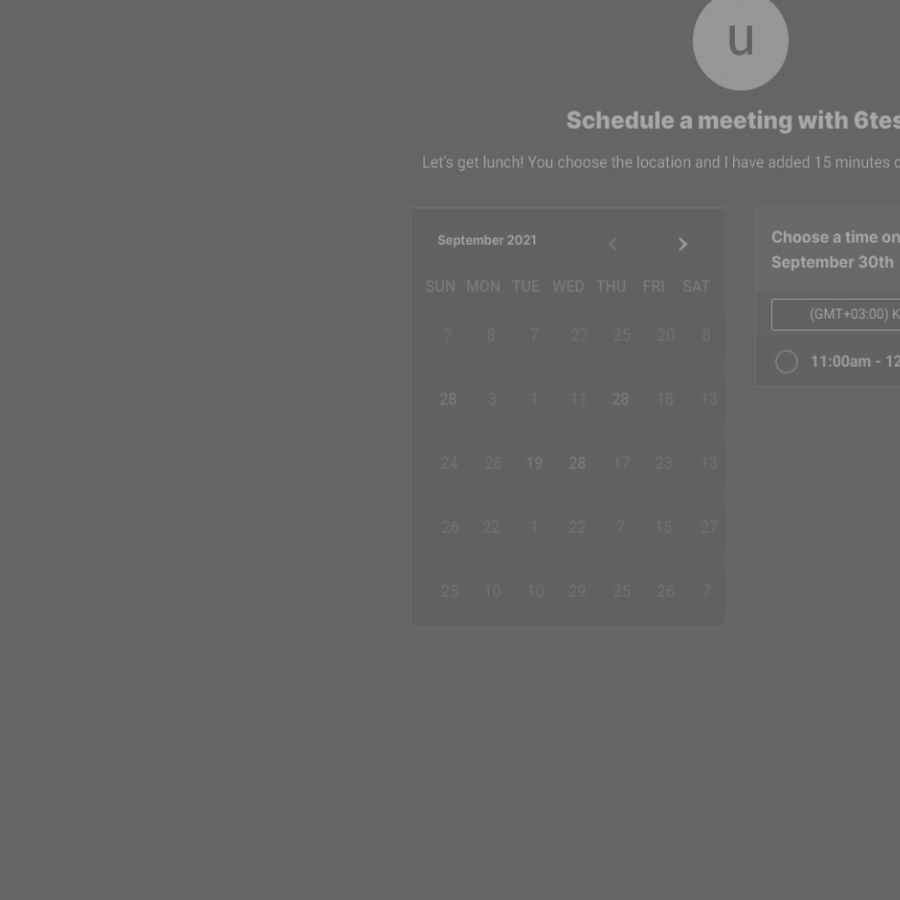 u
Schedule a meeting with 6tes
Let's get lunch! You choose the location and I have added 15 minutes
September 2021
SUN MON TUE WED THU FRI SAT
7 8 7 27 25 20 8
28 3 1 11 28 18 13
24 26 19 28 17 23 13
26 22 1 22 7 15 27
25 10 10 29 25 26 7
Choose a time on
September 30th
(GMT+03:00) K
11:00am - 12